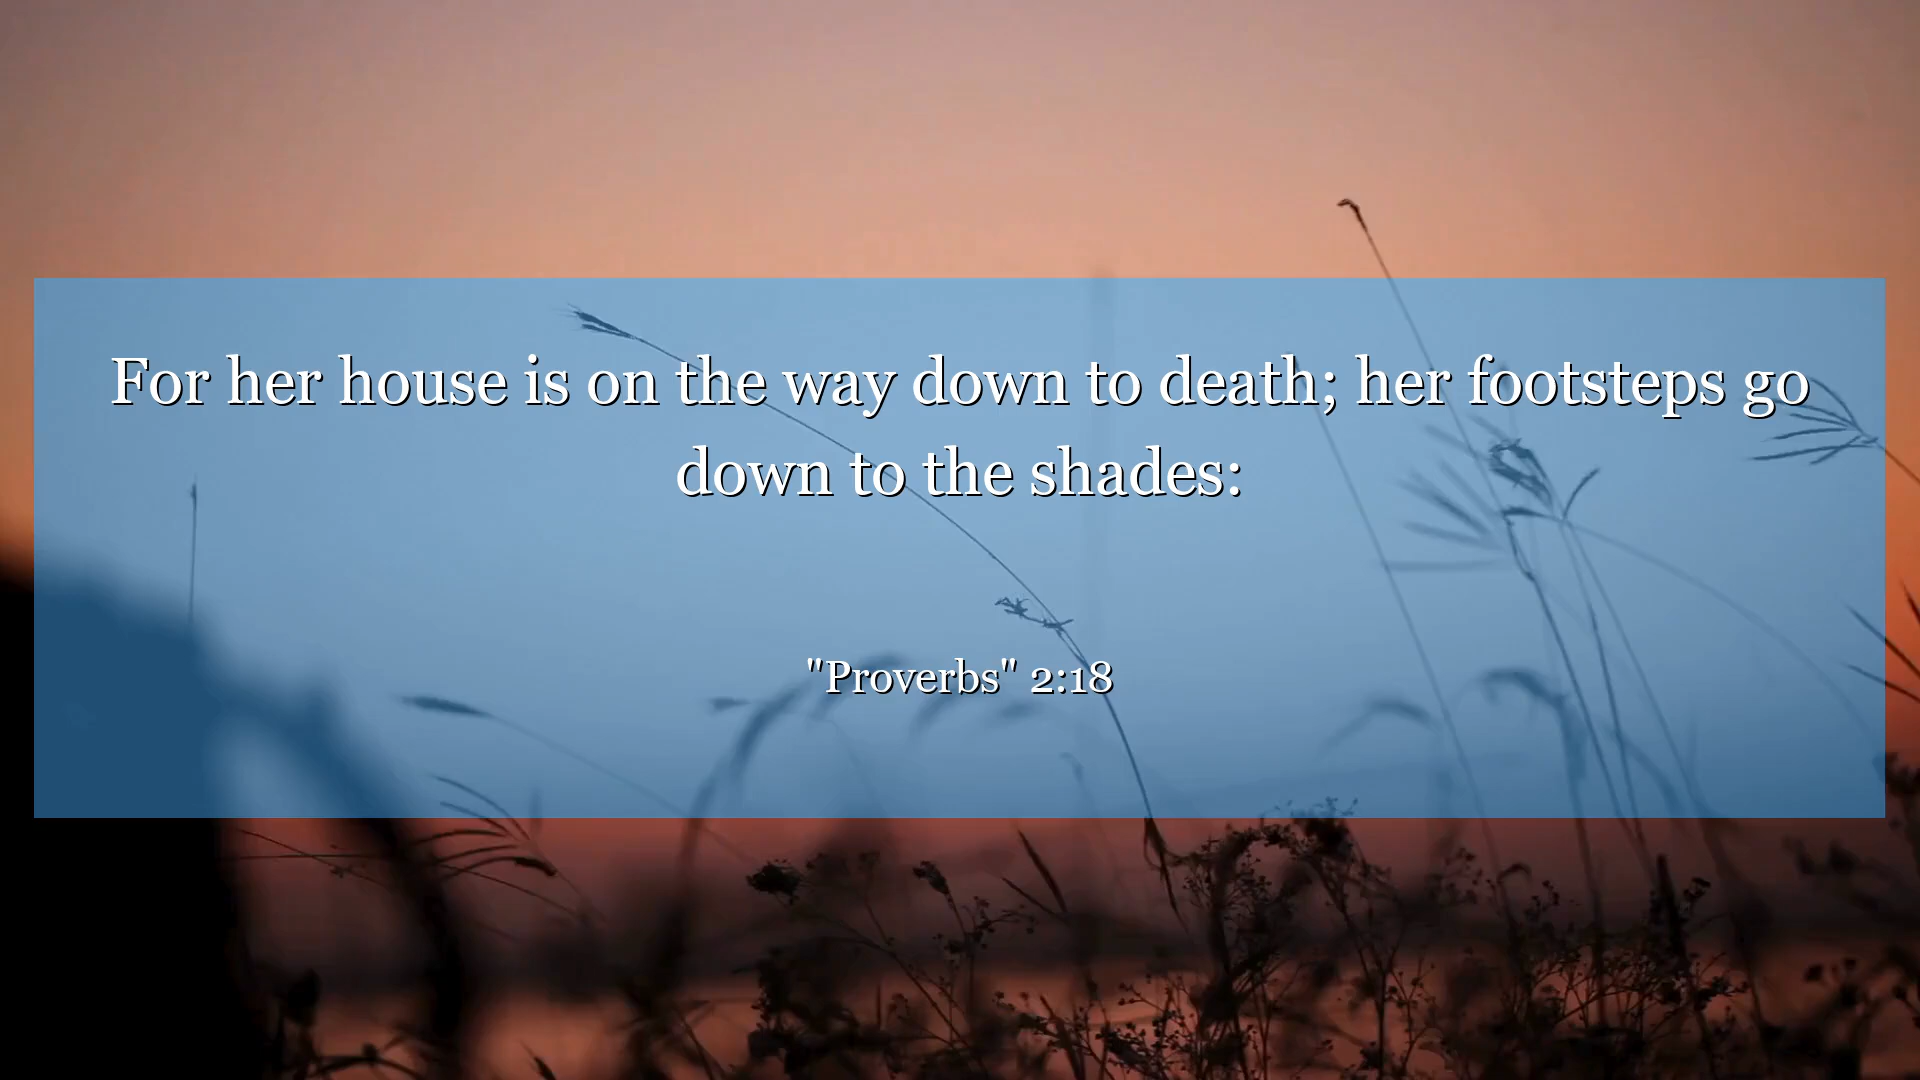 For her house is on the way down to death; her footsteps go
down to the shades:
"Proverbs" 2:18